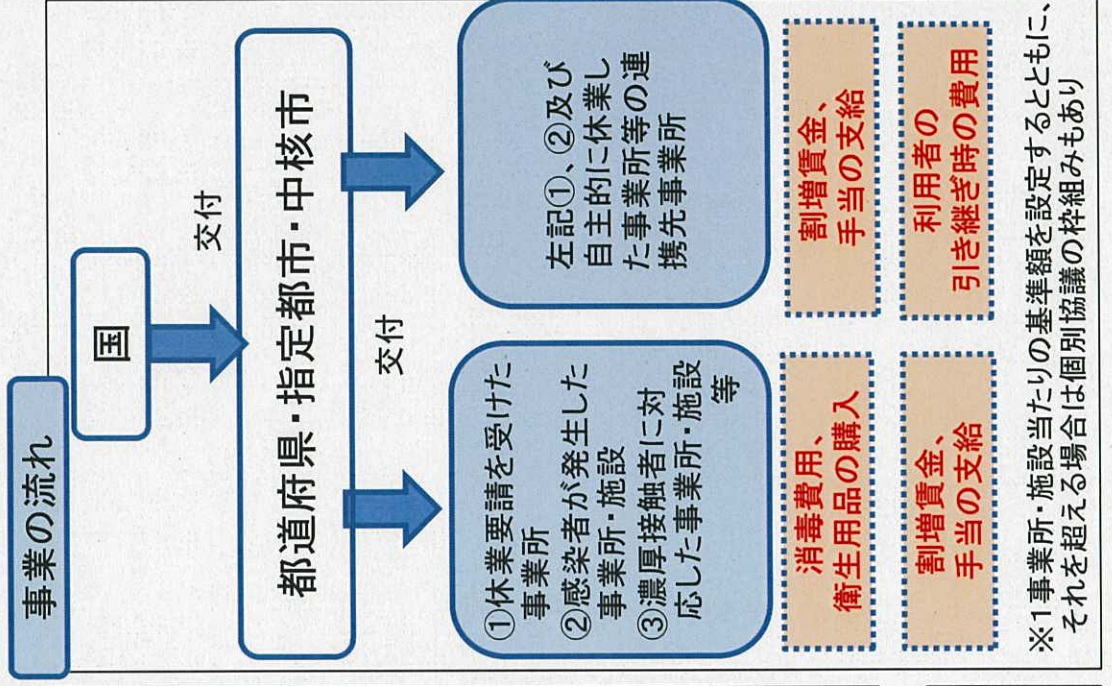 事業の流れ
国
交付
都道府県・指定都市・中核市
交付
①休業要請を受けた
事業所
②感染者が発生した
事業所・施設
③濃厚接触者に対
応した事業所・施設
等
左記①、②及び
自主的に休業し
た事業所等の連
携先事業所
消毒費用、
衛生用品の購入
割増賃金、
手当の支給
割増賃金、
手当の支給
利用者の
引き継ぎ時の費用
※1事業所・施設当たりの基準額を設定するとともに、
それを超える場合は個別協議の枠組みもあり